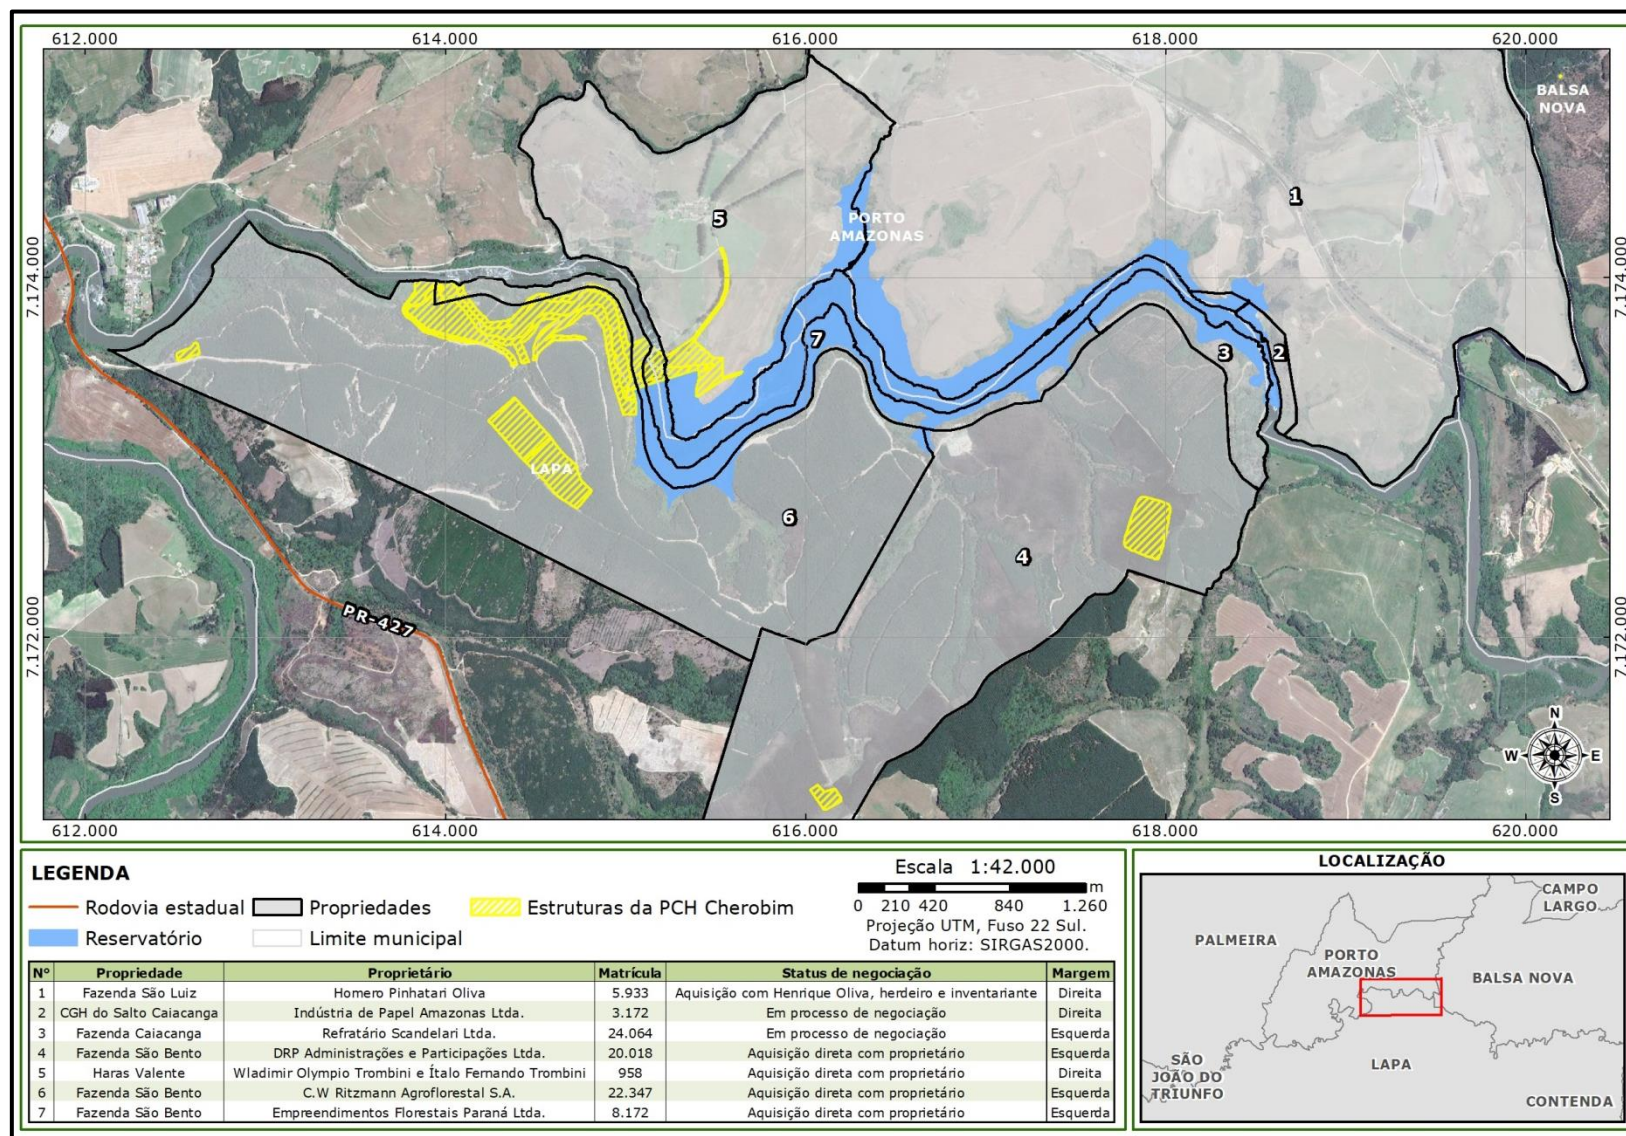 612.000 614.000 616.000 618.000 620.000
BALSA
NOVA
1
5
PORTO
AMAZONAS
7.174.000 7.174.000
7
3
2
LAPA
6
4
PR-427
7.172.000 7.172.000
N
W E
S
612.000 614.000 616.000 618.000 620.000
LEGENDA
Rodovia estadual Propriedades Estruturas da PCH Cherobim
Reservatório Limite municipal
Escala 1:42.000
m
0 210 420 840 1.260
Projeção UTM, Fuso 22 Sul.
Datum horiz: SIRGAS2000.
Nº Propriedade Proprietário Matrícula Status de negociação Margem
1 Fazenda São Luiz Homero Pinhatari Oliva 5.933 Aquisição com Henrique Oliva, herdeiro e inventariante Direita
2 CGH do Salto Caiacanga Indústria de Papel Amazonas Ltda. 3.172 Em processo de negociação Direita
3 Fazenda Caiacanga Refratário Scandelari Ltda. 24.064 Em processo de negociação Esquerda
4 Fazenda São Bento DRP Administrações e Participações Ltda. 20.018 Aquisição direta com proprietário Esquerda
5 Haras Valente Wladimir Olympio Trombini e Ítalo Fernando Trombini 958 Aquisição direta com proprietário Direita
6 Fazenda São Bento C.W Ritzmann Agroflorestal S.A. 22.347 Aquisição direta com proprietário Esquerda
7 Fazenda São Bento Empreendimentos Florestais Paraná Ltda. 8.172 Aquisição direta com proprietário Esquerda
LOCALIZAÇÃO
CAMPO
LARGO
PALMEIRA
PORTO
AMAZONAS
BALSA NOVA
SÃO
JOÃO DO
TRIUNFO
LAPA
CONTENDA